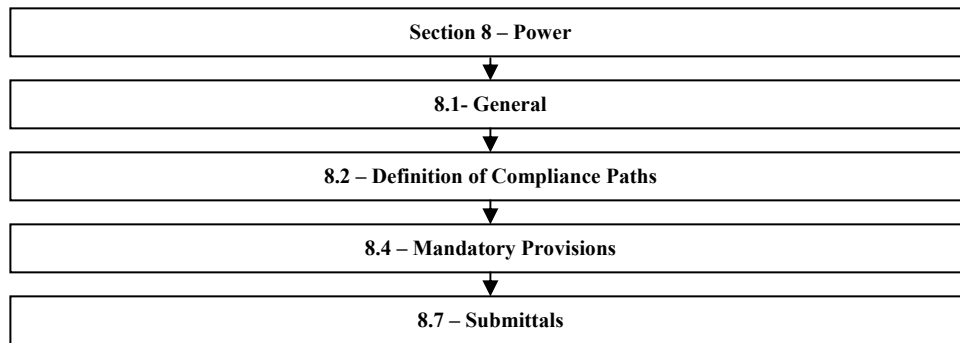 Section 8 – Power
8.1- General
8.2 – Definition of Compliance Paths
8.4 – Mandatory Provisions
8.7 – Submittals